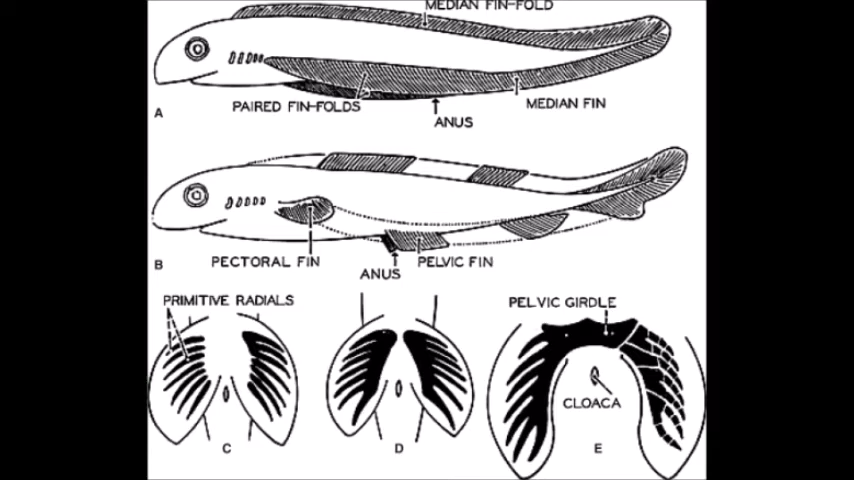 MEDIAN FIN-FOLD
PAIRED FIN-FOLDS
MEDIAN FIN
A
ANUS
B
PECTORAL FIN
PELVIC FIN
ANUS
PRIMITIVE RADIALS
PELVIC GIRDLE
CLOACA
C
D
E